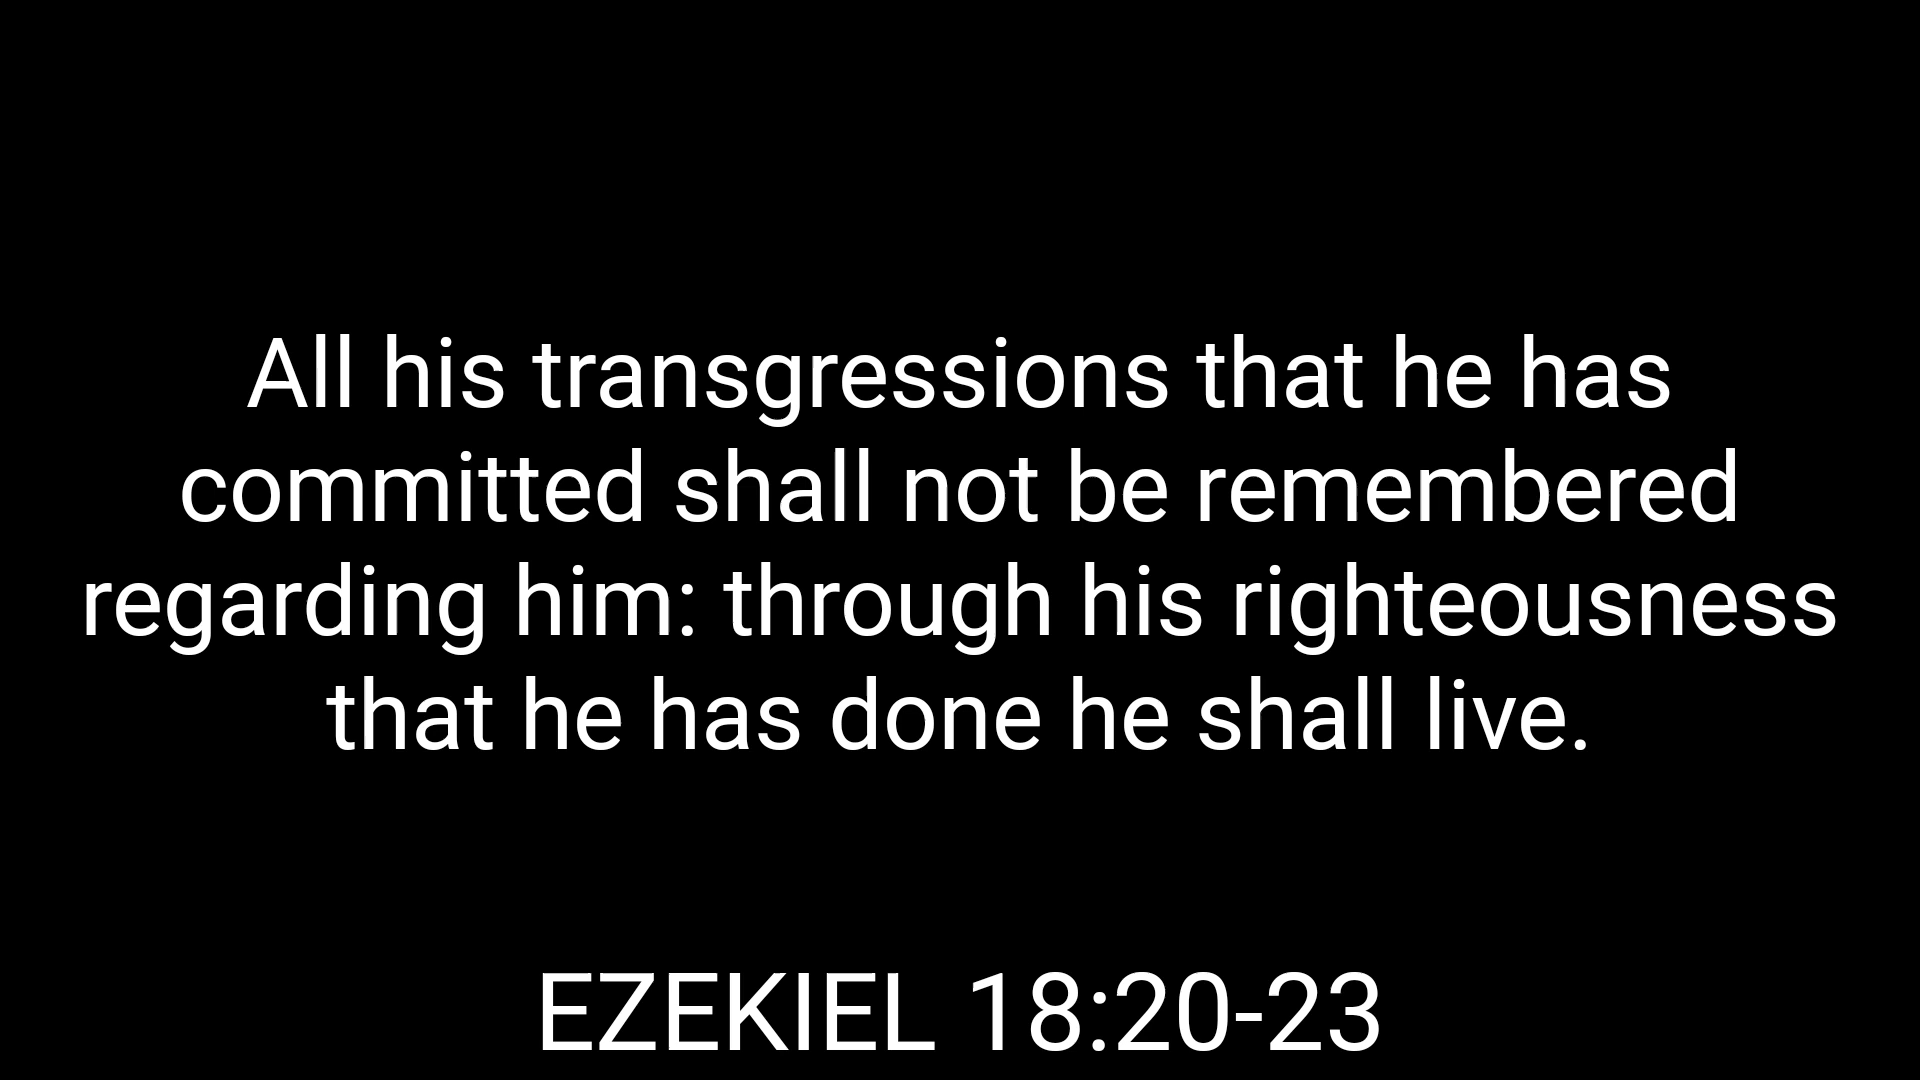 All his transgressions that he has
committed shall not be remembered
regarding him: through his righteousness
that he has done he shall live.
EZEKIEL 18:20-23